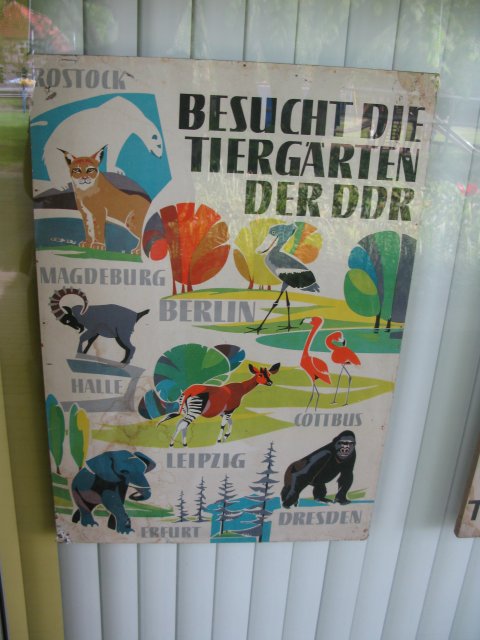 ROSTOCK
BESUCHT DIE
TIERGÄRTEN
DER DDR
MAGDEBURG
BERLIN
HALLE
COTTBUS
LEIPZIG
DRESDEN
ERFURT
T